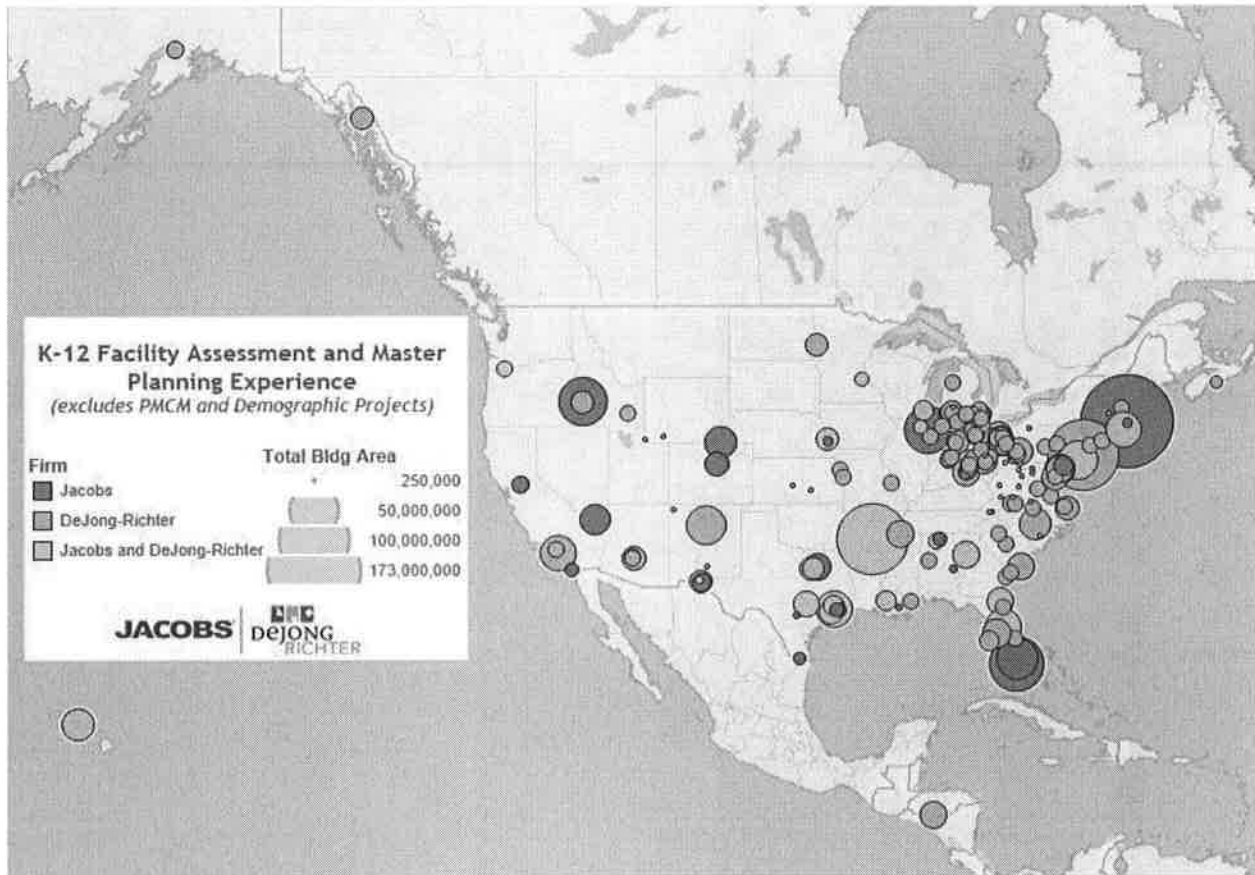 K-12 Facility Assessment and Master
Planning Experience
(excludes PMCM and Demographic Projects)
Firm
Jacobs
DeJong-Richter
Jacobs and DeJong-Richter
Total Bldg Area
250,000
50,000,000
100,000,000
173,000,000
JACOBS
DEJONG
RICHTER